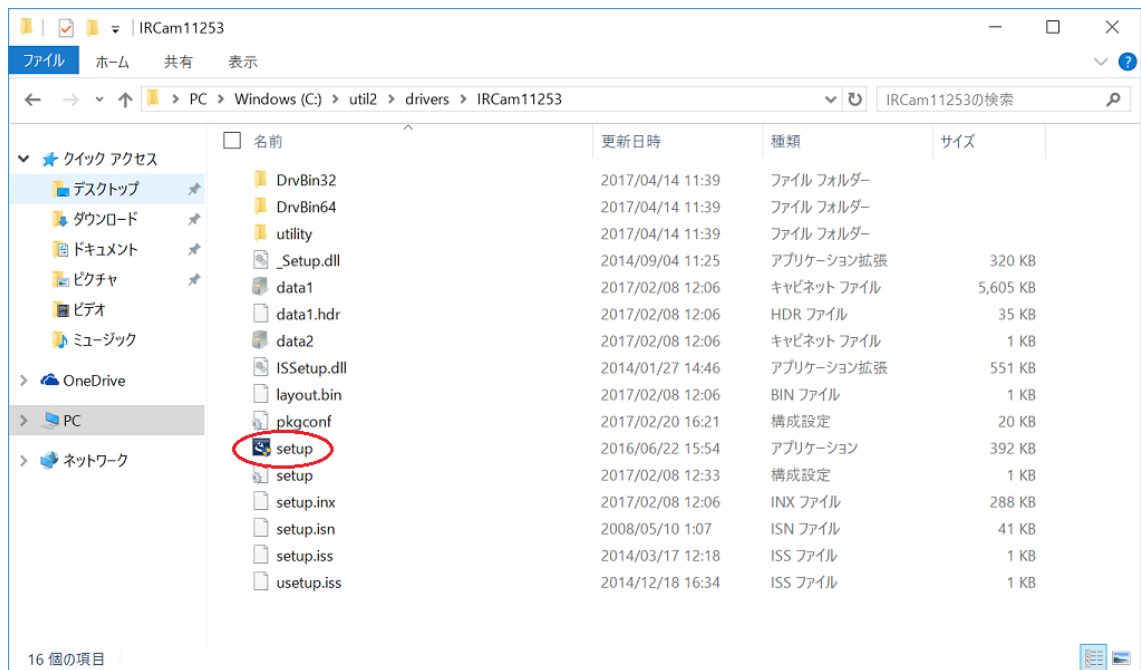 IRCam11253
ファイル ホーム 共有 表示
PC > Windows (C:) > util2 > drivers > IRCam11253 IRCam11253の検索
名前 更新日時 種類 サイズ
クイック アクセス
デスクトップ
ダウンロード
ドキュメント
ピクチャ
ビデオ
ミュージック
OneDrive
PC
ネットワーク
DrvBin32 2017/04/14 11:39 ファイル フォルダー
DrvBin64 2017/04/14 11:39 ファイル フォルダー
utility 2017/04/14 11:39 ファイル フォルダー
_Setup.dll 2014/09/04 11:25 アプリケーション拡張 320 KB
data1 2017/02/08 12:06 キャビネット ファイル 5,605 KB
data1.hdr 2017/02/08 12:06 HDR ファイル 35 KB
data2 2017/02/08 12:06 キャビネット ファイル 1 KB
ISSetup.dll 2014/01/27 14:46 アプリケーション拡張 551 KB
layout.bin 2017/02/08 12:06 BIN ファイル 1 KB
pkgconf 2017/02/20 16:21 構成設定 20 KB
setup 2016/06/22 15:54 アプリケーション 392 KB
setup 2017/02/08 12:33 構成設定 1 KB
setup.inx 2017/02/08 12:06 INX ファイル 288 KB
setup.isn 2008/05/10 1:07 ISN ファイル 41 KB
setup.iss 2014/03/17 12:18 ISS ファイル 1 KB
usetup.iss 2014/12/18 16:34 ISS ファイル 1 KB
16 個の項目